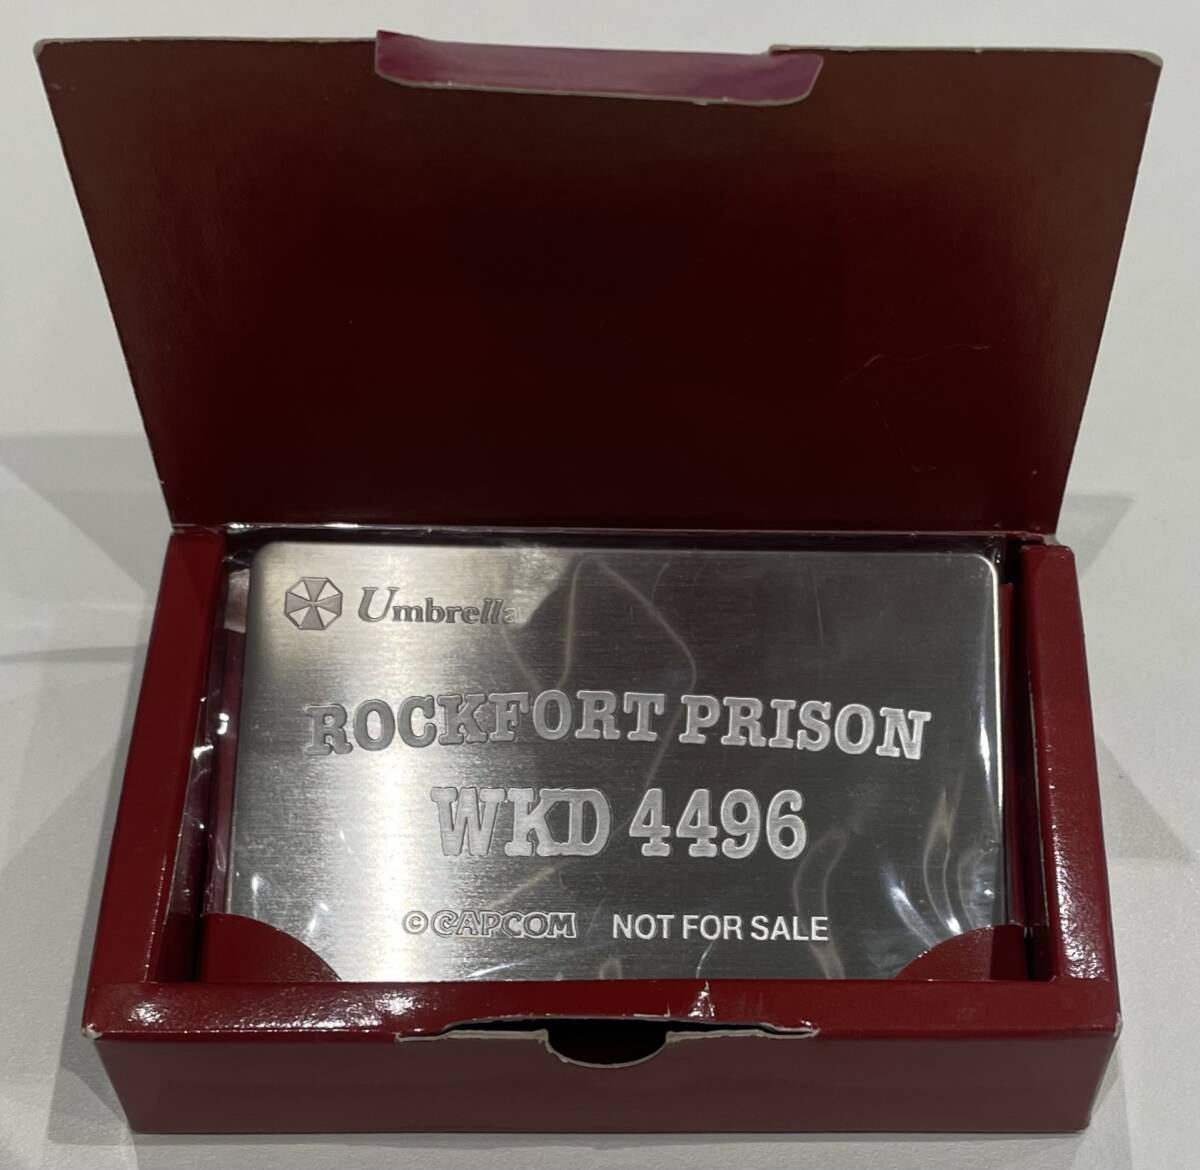 Umbrella
ROCKFORT PRISON
WKD 4496
©CAPCOM NOT FOR SALE